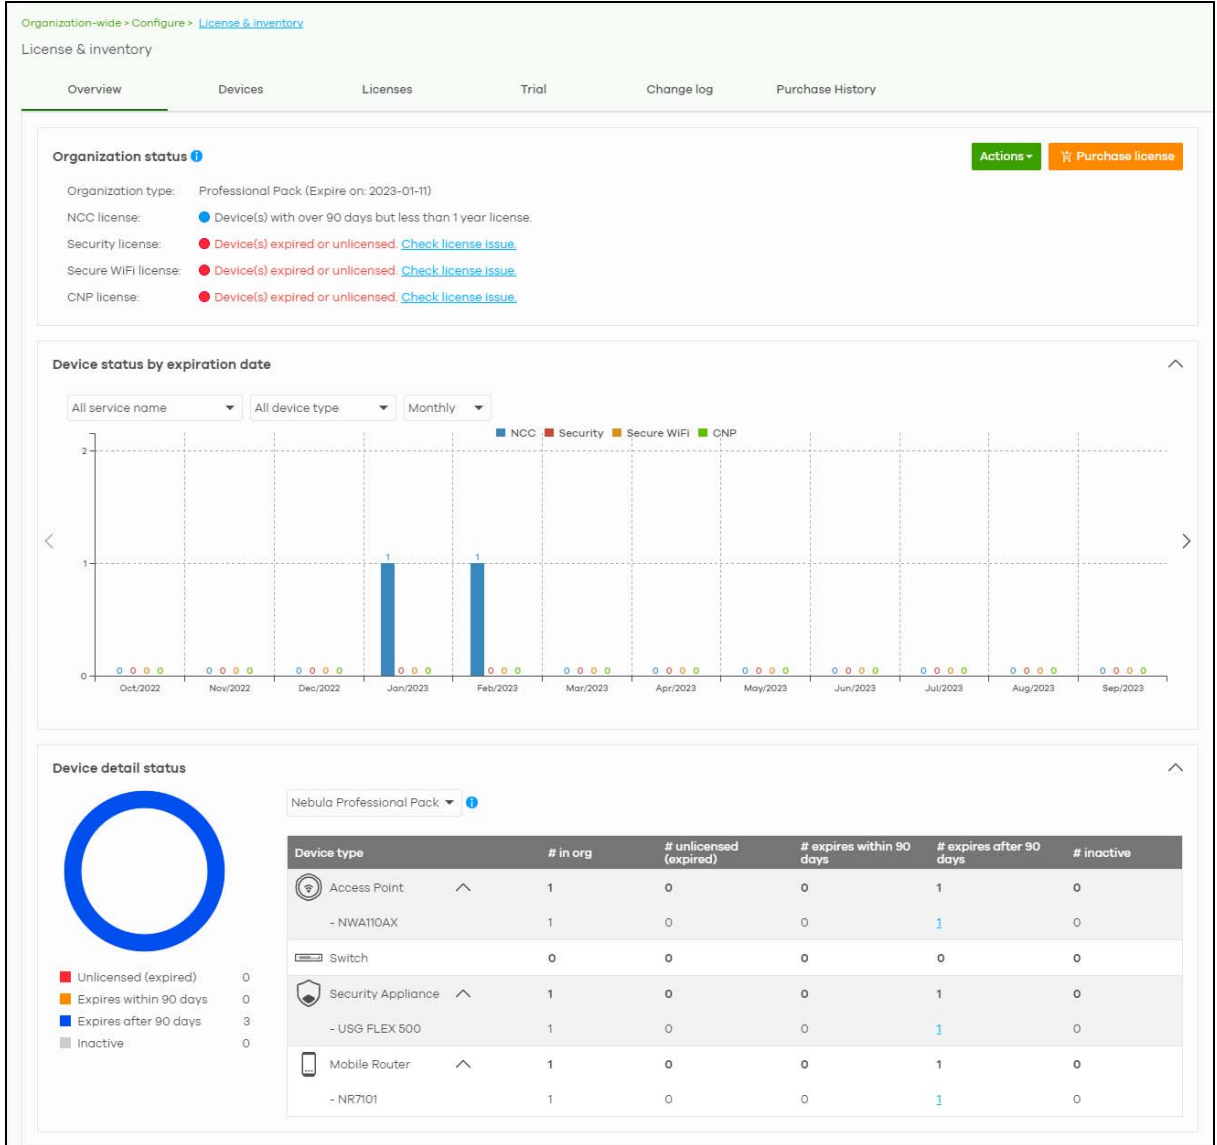 Organization-wide > Configure > License & inventory
License & inventory
Overview Devices Licenses Trial Change log Purchase History
Organization status
Actions Purchase license
Organization type: Professional Pack (Expire on: 2023-01-11)
NCC license: Device(s) with over 90 days but less than 1 year license.
Security license: Device(s) expired or unlicensed. Check license issue.
Secure WiFi license: Device(s) expired or unlicensed. Check license issue.
CNP license: Device(s) expired or unlicensed. Check license issue.
Device status by expiration date
All service name All device type Monthly
NCC Security Secure WiFi CNP
2
1 1
1
0 0 0 0 0 0 0 0 0 0 0 0 0 0 0 0 0 0 0 0 0 0 0 0 0 0 0 0 0 0 0 0 0 0 0 0 0 0 0 0 0 0 0 0 0 0
0
Oct/2022 Nov/2022 Dec/2022 Jan/2023 Feb/2023 Mar/2023 Apr/2023 May/2023 Jun/2023 Jul/2023 Aug/2023 Sep/2023
Device detail status
Unlicensed (expired) 0
Expires within 90 days 0
Expires after 90 days 3
Inactive 0
Nebula Professional Pack
Device type # in org # unlicensed (expired) # expires within 90 days # expires after 90 days # inactive
Access Point 1 0 0 1 0
- NWA110AX 1 0 0 1 0
Switch 0 0 0 0 0
Security Appliance 1 0 0 1 0
- USG FLEX 500 1 0 0 1 0
Mobile Router 1 0 0 1 0
- NR7101 1 0 0 1 0